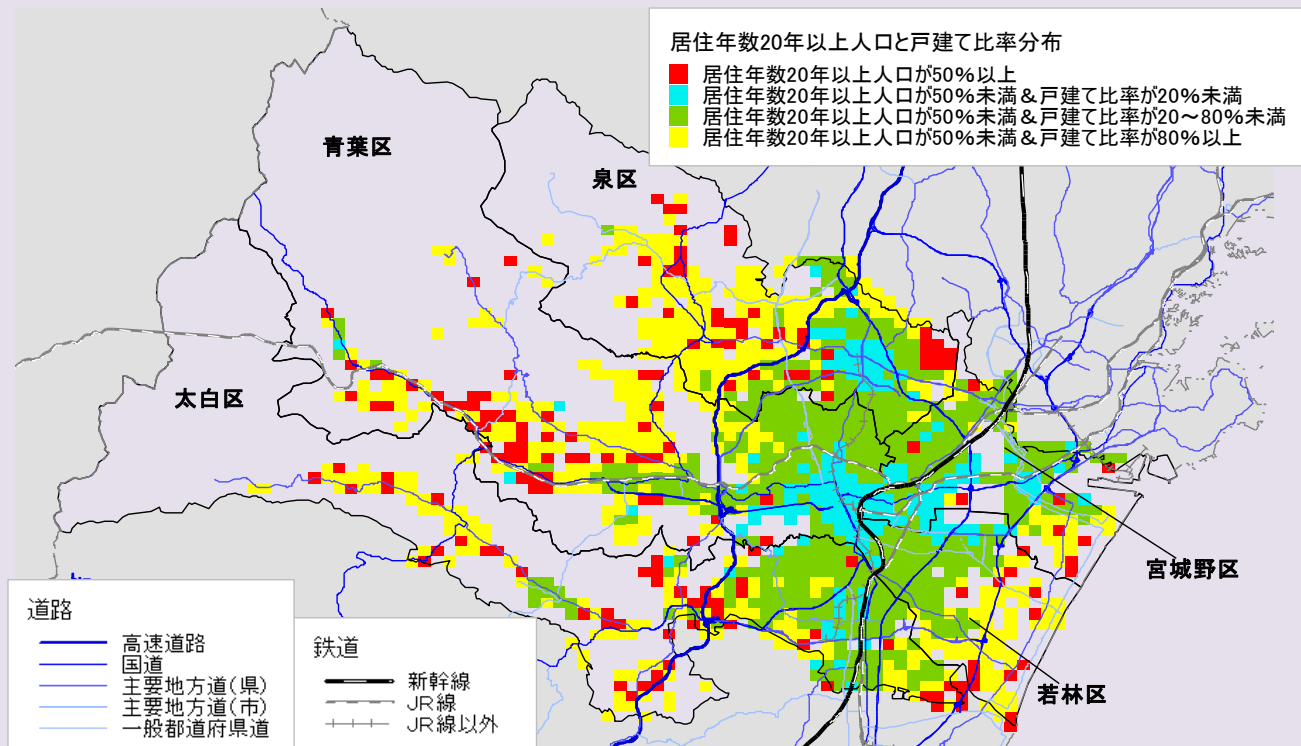 居住年数20年以上人口と戸建て比率分布
居住年数20年以上人口が50%以上
居住年数20年以上人口が50%未満&戸建て比率が20%未満
居住年数20年以上人口が50%未満&戸建て比率が20～80%未満
居住年数20年以上人口が50%未満&戸建て比率が80%以上
青葉区
泉区
太白区
宮城野区
若林区
道路
高速道路
国道
主要地方道(県)
主要地方道(市)
一般都道府県道
鉄道
新幹線
JR線
JR線以外